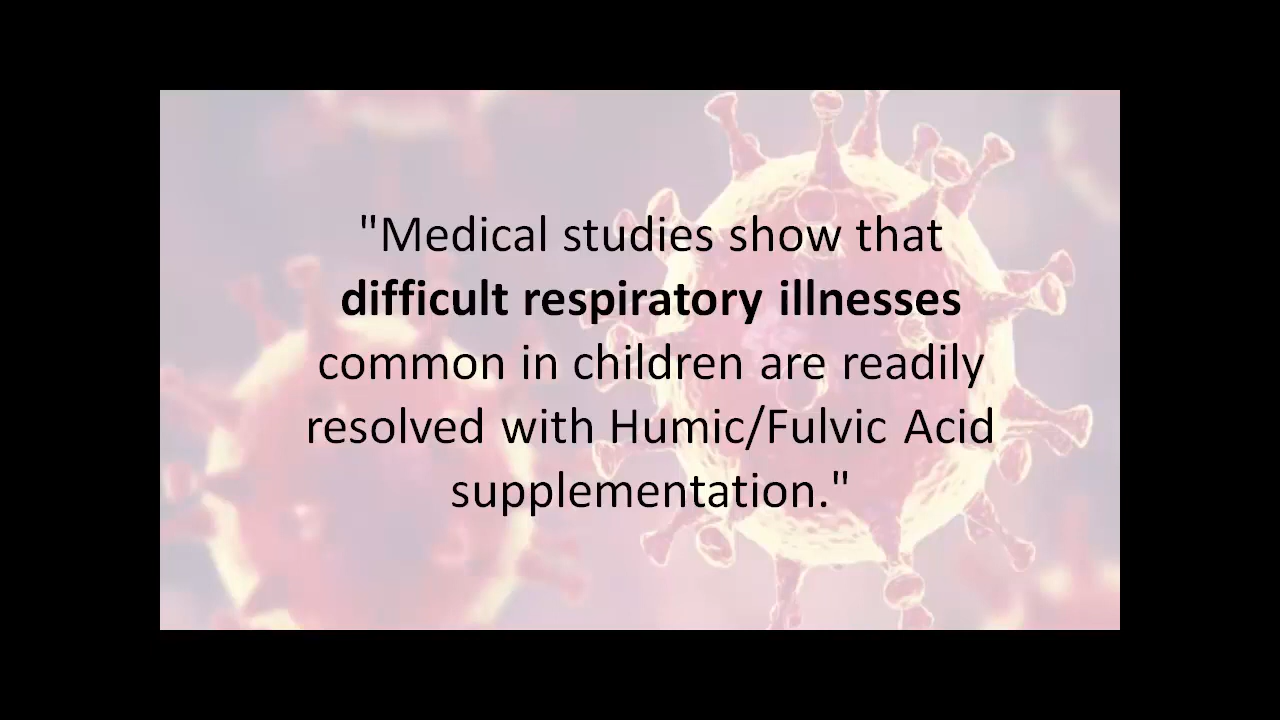 "Medical studies show that
difficult respiratory illnesses
common in children are readily
resolved with Humic/Fulvic Acid
supplementation."